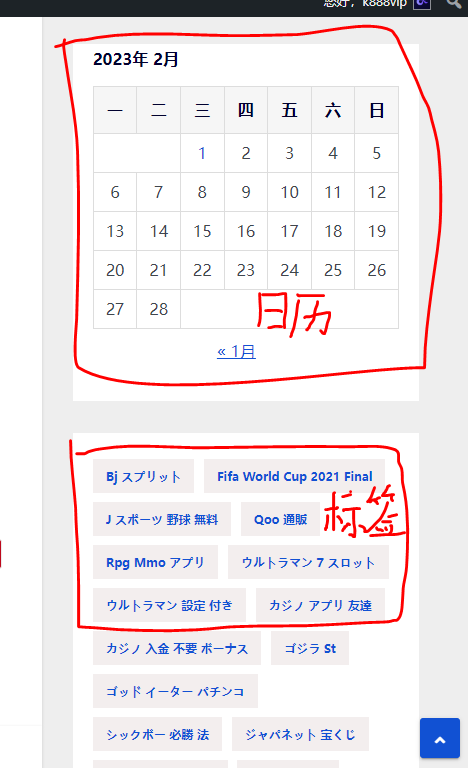 您好，k888vip
2023年 2月
一 二 三 四 五 六 日
1 2 3 4 5
6 7 8 9 10 11 12
13 14 15 16 17 18 19
20 21 22 23 24 25 26
27 28
日历
« 1月
Bj スプリット Fifa World Cup 2021 Final
J スポーツ 野球 無料 Qoo 通販
标签
Rpg Mmo アプリ ウルトラマン 7 スロット
ウルトラマン 設定 付き カジノ アプリ 友達
カジノ 入金 不要 ボーナス ゴジラ St
ゴッド イーター パチンコ
シックボー 必勝 法 ジャパネット 宝くじ